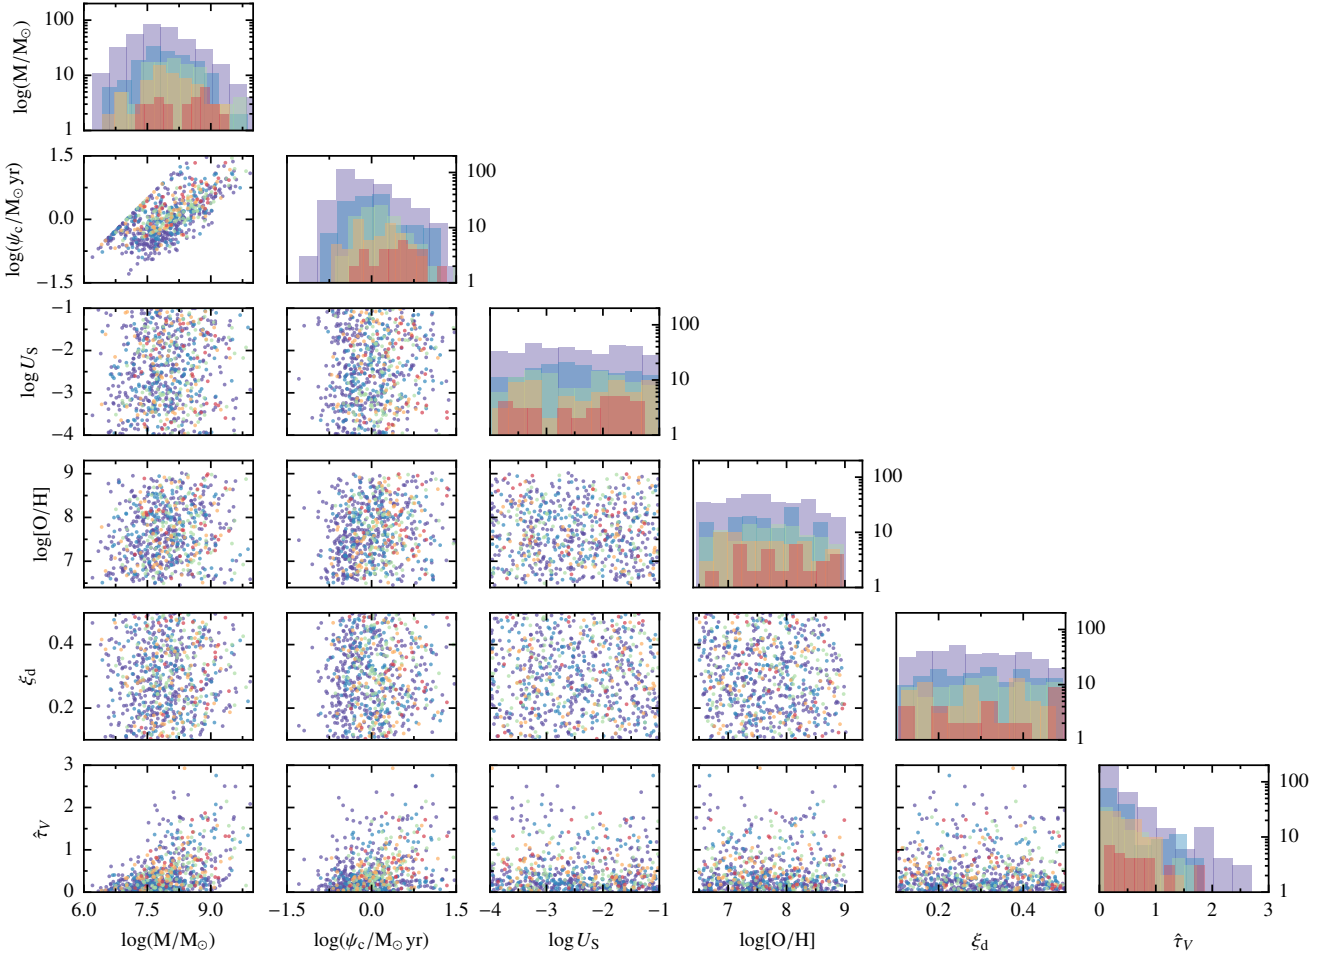 100
10
1
log(M/M⊙)
1.5
0.0
−1.5
log(ψc/M⊙ yr)
100
10
1
−1
−2
−3
−4
log US
100
10
1
9
8
7
log[O/H]
100
10
1
0.4
0.2
ξd
100
10
1
3
2
1
0
τ̂V
100
10
1
6.0 7.5 9.0
−1.5 0.0 1.5
−4 −3 −2 −1
7 8 9
0.2 0.4
0 1 2 3
log(M/M⊙) log(ψc/M⊙ yr) log US log[O/H] ξd τ̂V